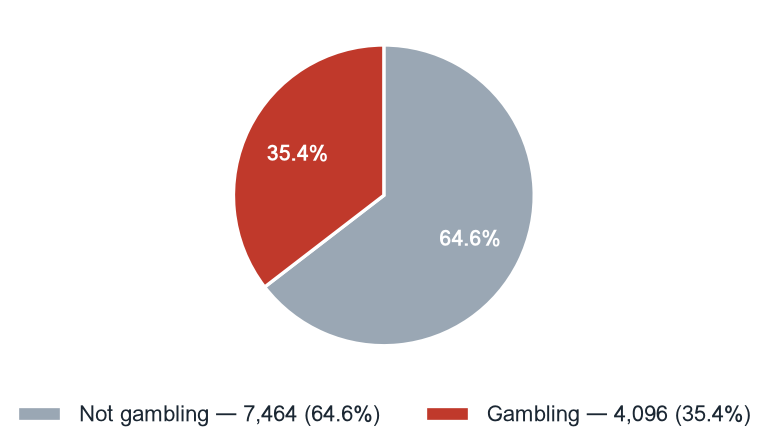 35.4%
64.6%
Not gambling — 7,464 (64.6%)
Gambling — 4,096 (35.4%)